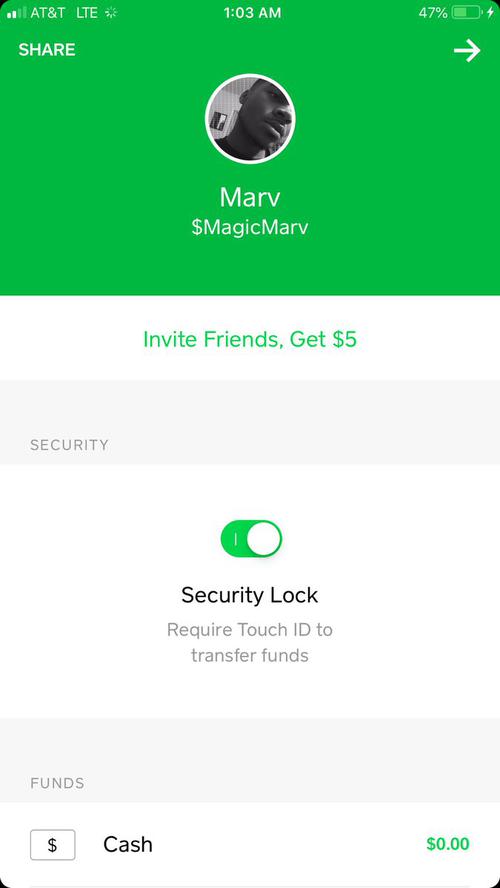 AT&T LTE 1:03 AM 47%
SHARE
Marv
$MagicMarv
Invite Friends, Get $5
SECURITY
Security Lock
Require Touch ID to
transfer funds
FUNDS
$ Cash $0.00